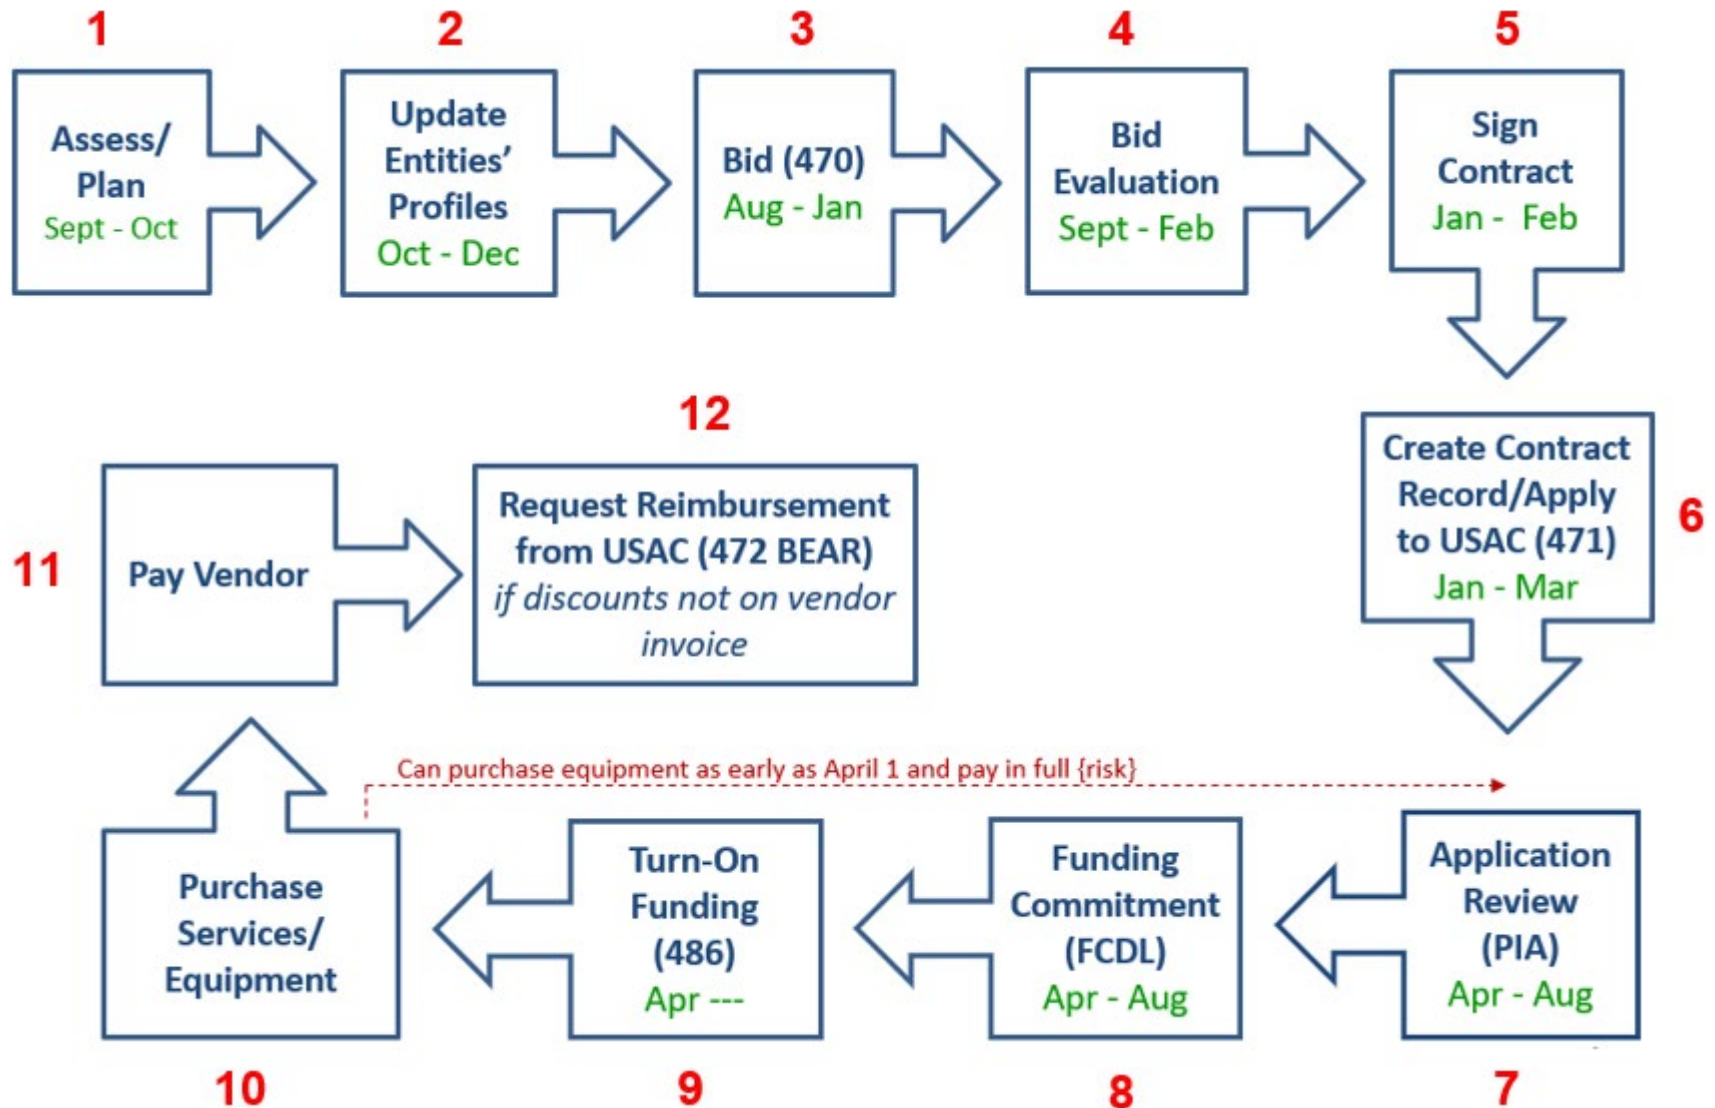 1
Assess/
Plan
Sept - Oct
2
Update
Entities’
Profiles
Oct - Dec
3
Bid (470)
Aug - Jan
4
Bid
Evaluation
Sept - Feb
5
Sign
Contract
Jan - Feb
6
Create Contract
Record/Apply
to USAC (471)
Jan - Mar
7
Application
Review
(PIA)
Apr - Aug
8
Funding
Commitment
(FCDL)
Apr - Aug
9
Turn-On
Funding
(486)
Apr ---
10
Purchase
Services/
Equipment
Can purchase equipment as early as April 1 and pay in full {risk}
11
Pay Vendor
12
Request Reimbursement
from USAC (472 BEAR)
if discounts not on vendor
invoice